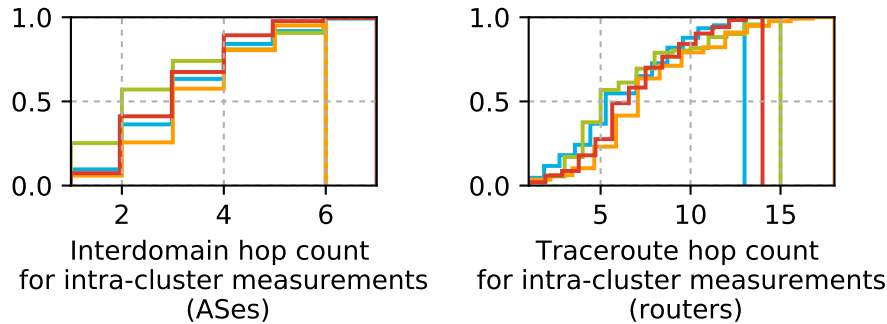 1.0
0.5
0.0
2 4 6
Interdomain hop count
for intra-cluster measurements
(ASes)
1.0
0.5
0.0
5 10 15
Traceroute hop count
for intra-cluster measurements
(routers)